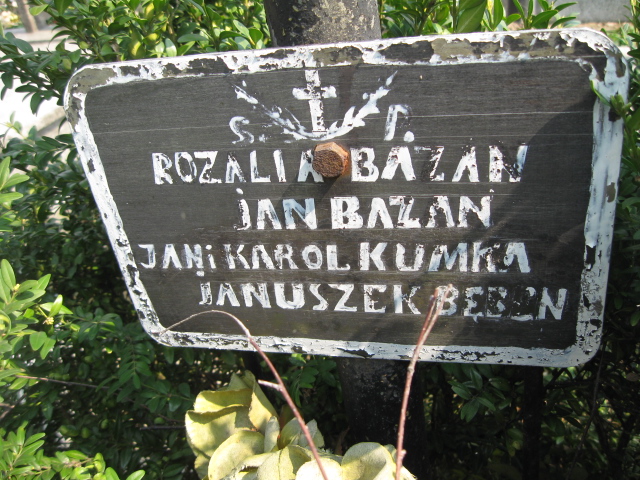 Ś. P.
ROZALIA BAZAN
JAN BAZAN
JAN i KAROL KUMKA
JANUSZEK BĘBEN